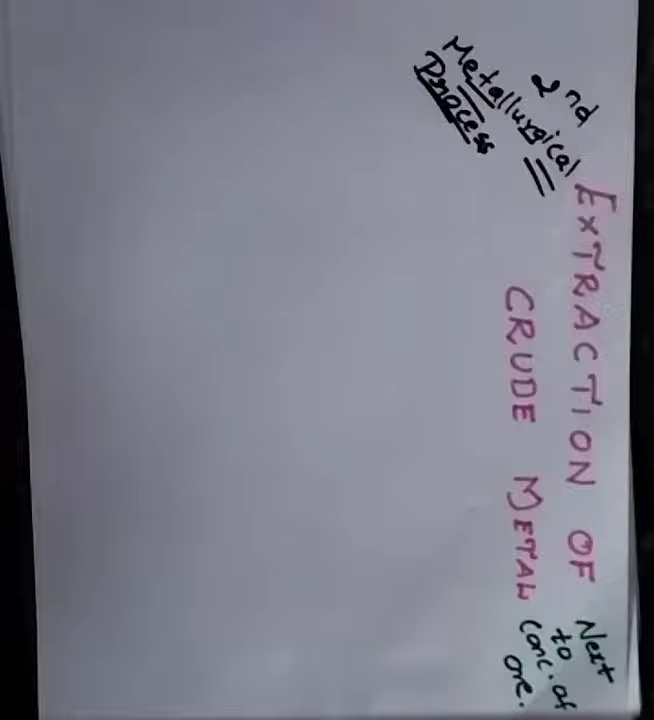 2nd
Metallurgical
Process
EXTRACTION OF
CRUDE METAL
Next
to
Conc. of
ore.